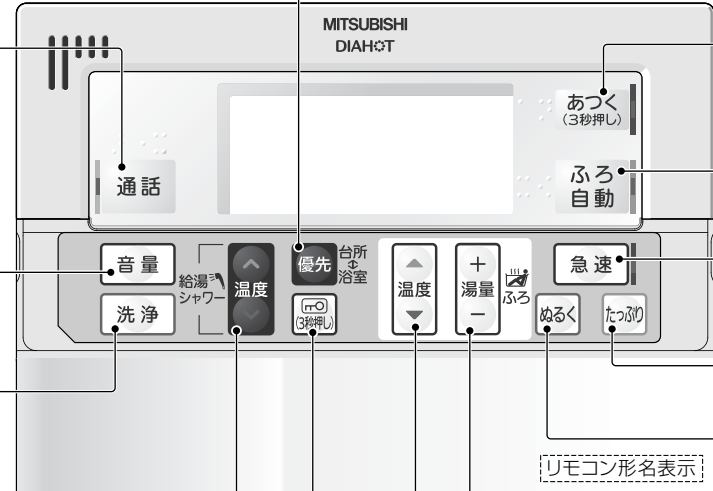 MITSUBISHI
DIAHOT
あつく
(3秒押し)
通話
ふろ
自動
音量
給湯
シャワー
温度
優先
台所
⇕
浴室
温度
+
湯量
−
ふろ
急速
洗浄
(3秒押し)
ぬるく
たっぷり
リモコン形名表示